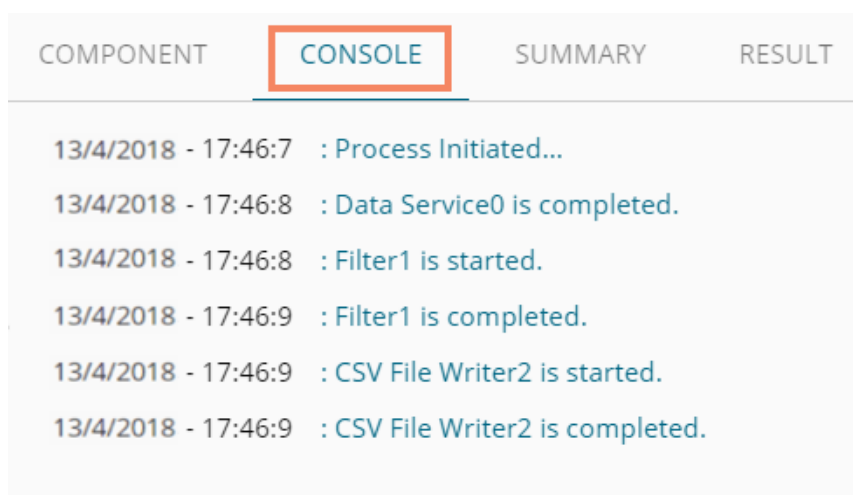 COMPONENT CONSOLE SUMMARY RESULT
13/4/2018 - 17:46:7 : Process Initiated...
13/4/2018 - 17:46:8 : Data Service0 is completed.
13/4/2018 - 17:46:8 : Filter1 is started.
13/4/2018 - 17:46:9 : Filter1 is completed.
13/4/2018 - 17:46:9 : CSV File Writer2 is started.
13/4/2018 - 17:46:9 : CSV File Writer2 is completed.